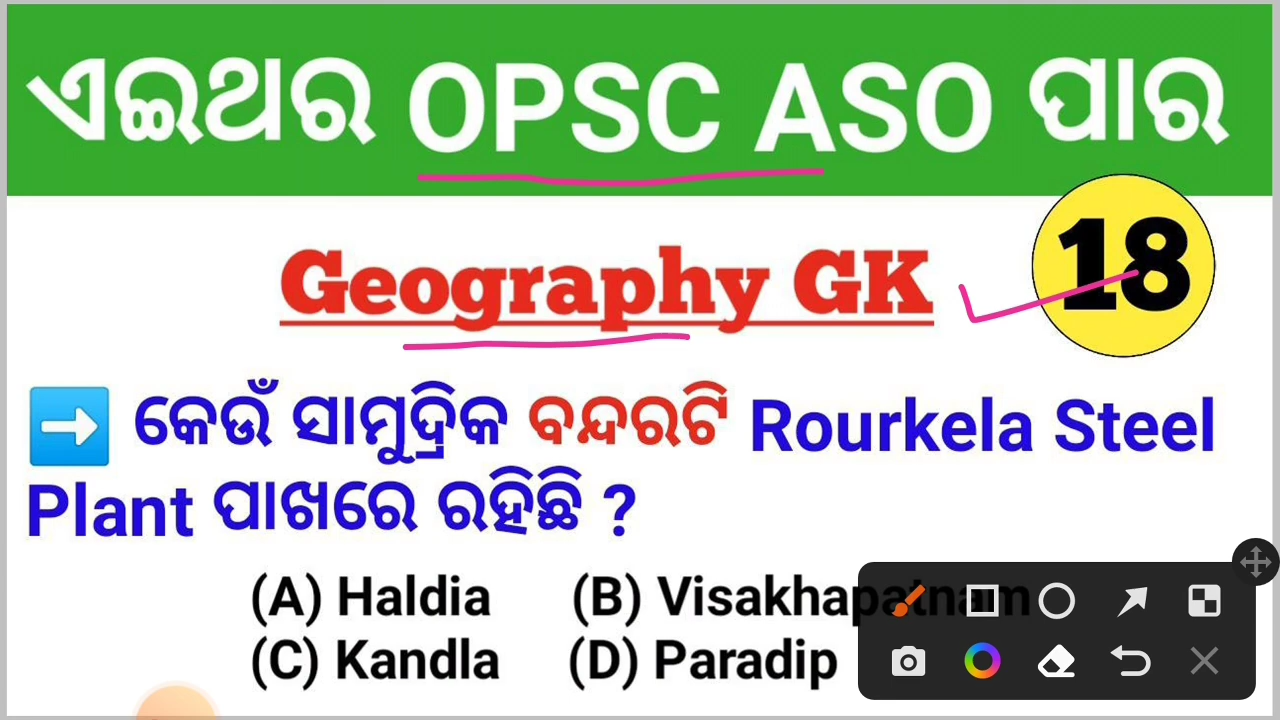 ଏଇଥର OPSC ASO ପାର
Geography GK
18
କେଉଁ ସାମୁଦ୍ରିକ ବନ୍ଦରଟି Rourkela Steel
Plant ପାଖରେ ରହିଛି ?
(A) Haldia (B) Visakhapatnam
(C) Kandla (D) Paradip